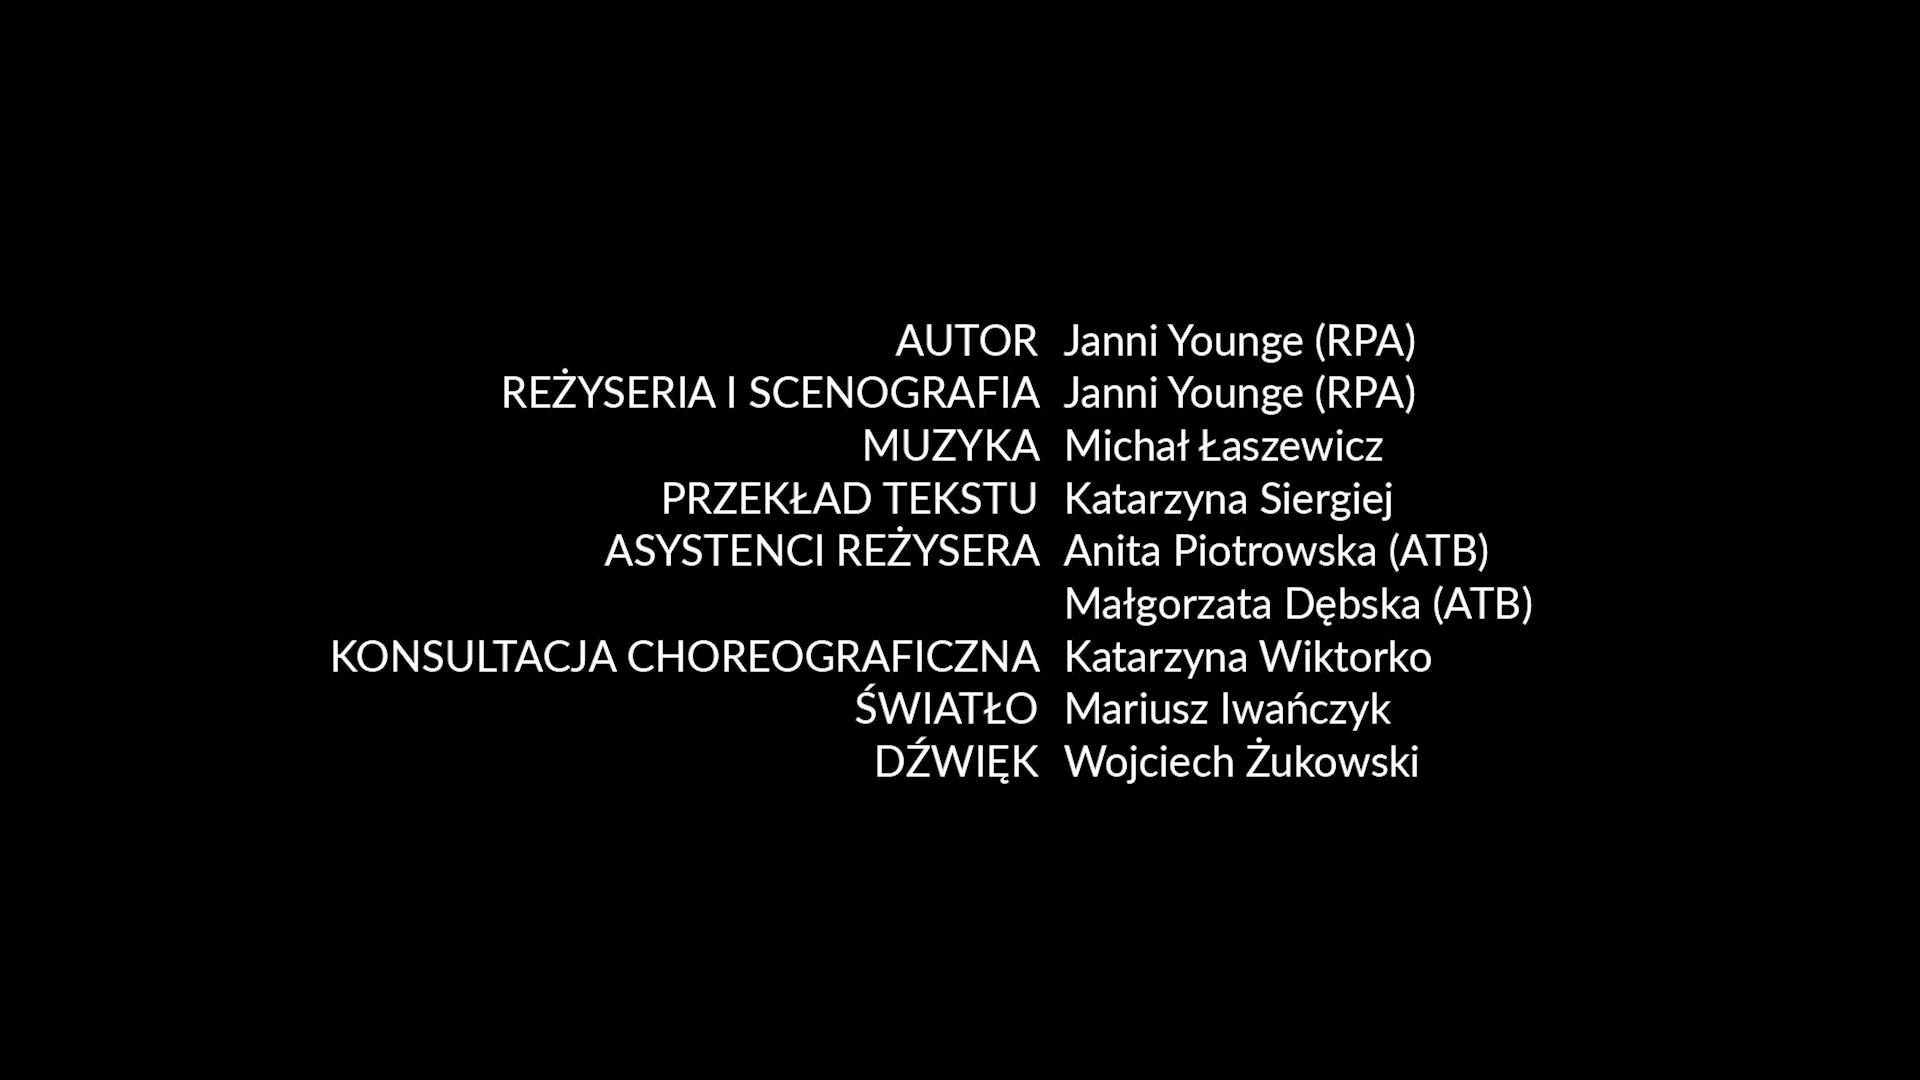 AUTOR Janni Younge (RPA)
REŻYSERIA I SCENOGRAFIA Janni Younge (RPA)
MUZYKA Michał Łaszewicz
PRZEKŁAD TEKSTU Katarzyna Siergiej
ASYSTENCI REŻYSERA Anita Piotrowska (ATB)
Małgorzata Dębska (ATB)
KONSULTACJA CHOREOGRAFICZNA Katarzyna Wiktorko
ŚWIATŁO Mariusz Iwańczyk
DŹWIĘK Wojciech Żukowski